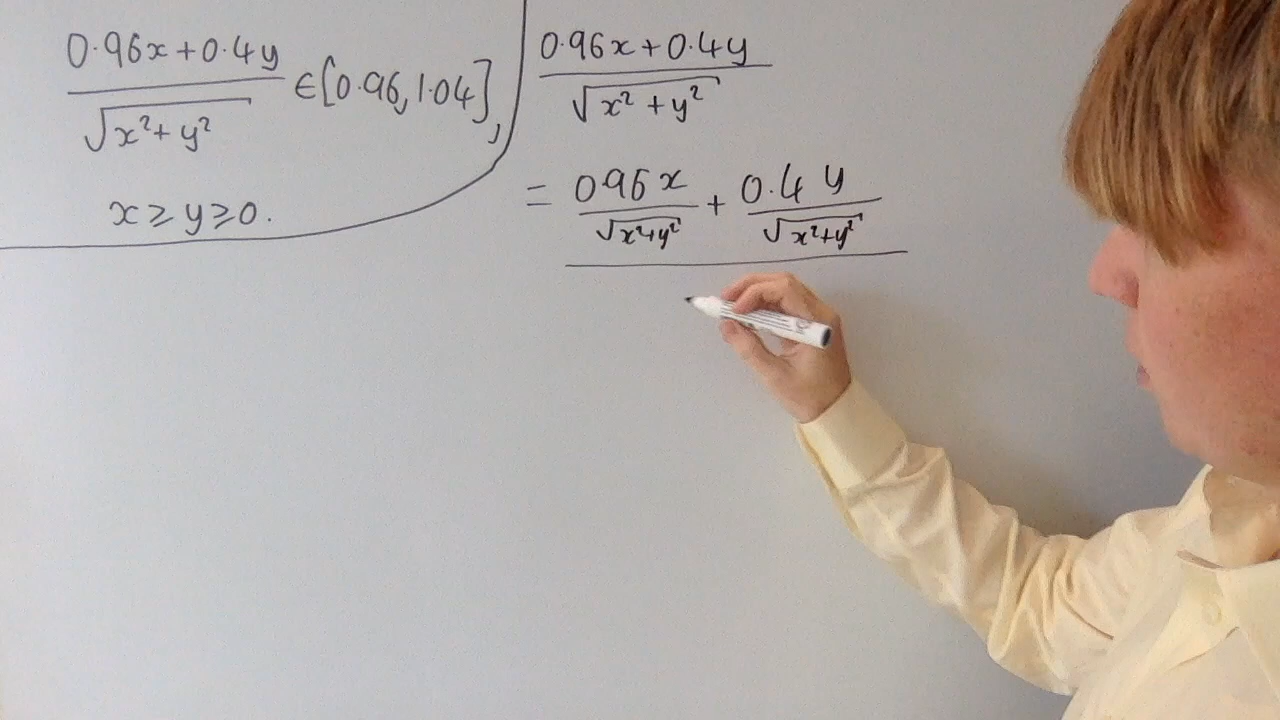 0.96x + 0.4y / √(x² + y²) ∈ [0.96, 1.04],
x ≥ y ≥ 0.
0.96x + 0.4y / √(x² + y²)
= 0.96x / √(x² + y²) + 0.4y / √(x² + y²)